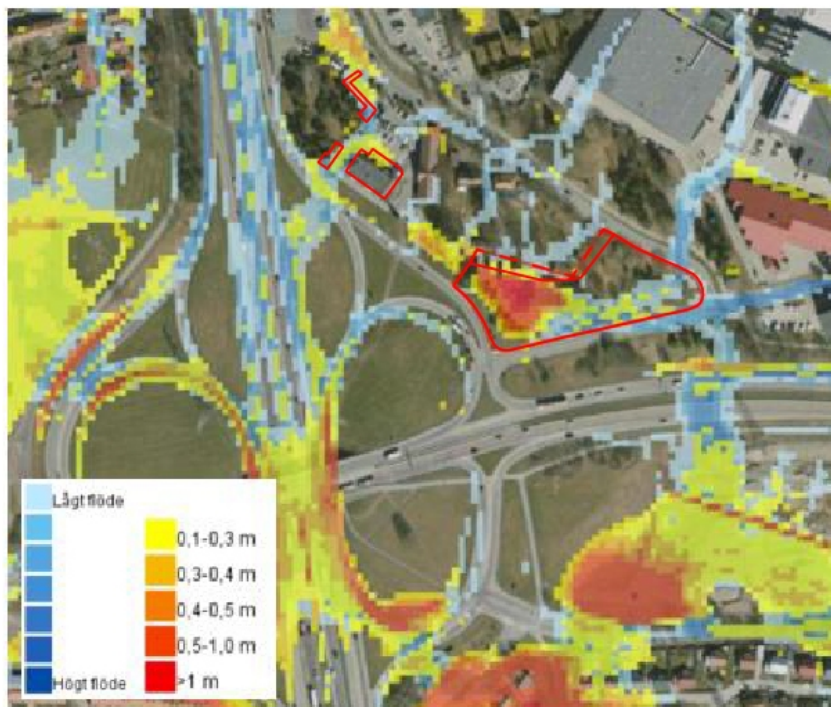 Lågt flöde
0,1-0,3 m
0,3-0,4 m
0,4-0,5 m
0,5-1,0 m
Högt flöde
>1 m